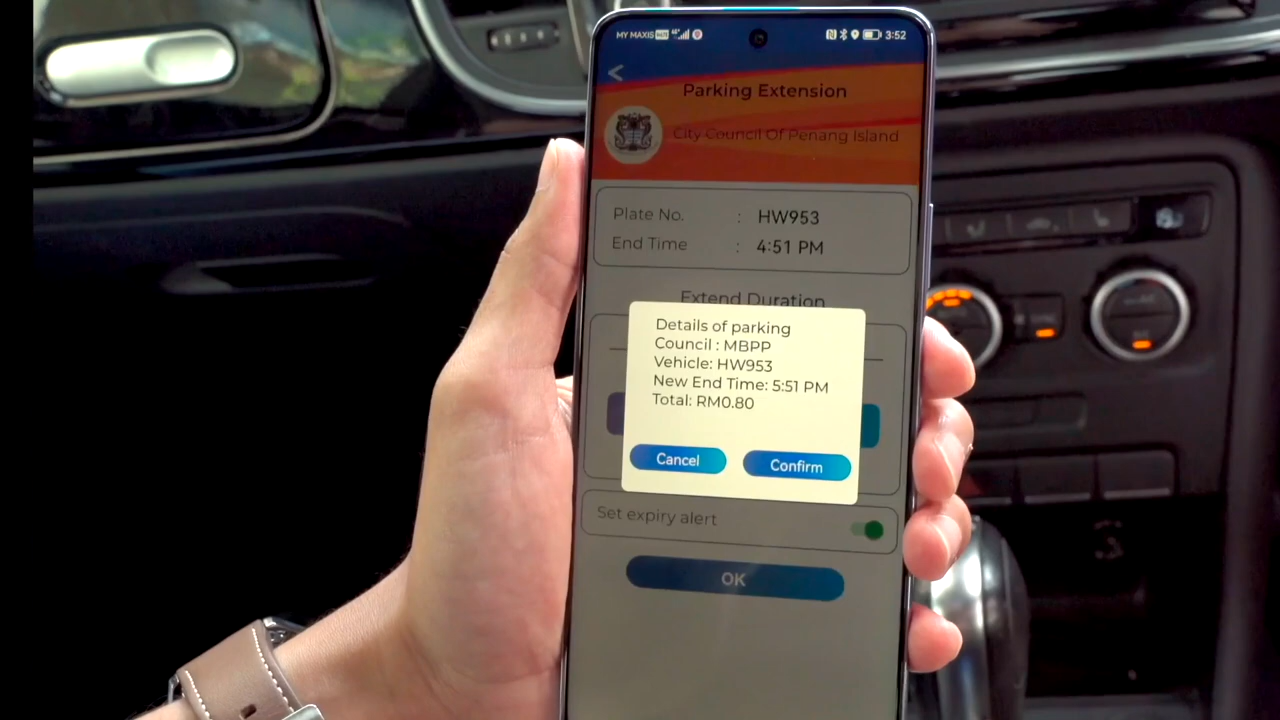 MY MAXIS 3:52
<
Parking Extension
City Council Of Penang Island
Plate No. : HW953
End Time : 4:51 PM
Extend Duration
Details of parking
Council : MBPP
Vehicle: HW953
New End Time: 5:51 PM
Total: RM0.80
Cancel Confirm
Set expiry alert
OK